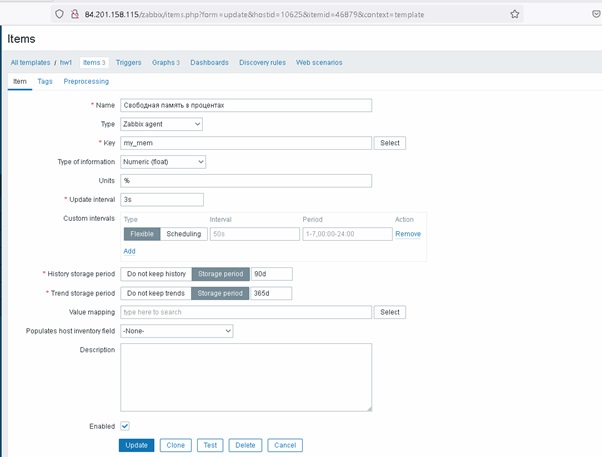 84.201.158.115/zabbix/items.php?form=update&hostid=10625&itemid=46879&context=template
Items
All templates / hw1 Items 3 Triggers Graphs 3 Dashboards Discovery rules Web scenarios
Item Tags Preprocessing
* Name Свободная память в процентах
Type Zabbix agent
* Key my_mem Select
Type of information Numeric (float)
Units %
* Update interval 3s
Custom intervals Type Interval Period Action
Flexible Scheduling 50s 1-7,00:00-24:00 Remove
Add
* History storage period Do not keep history Storage period 90d
* Trend storage period Do not keep trends Storage period 365d
Value mapping type here to search Select
Populates host inventory field -None-
Description
Enabled
Update Clone Test Delete Cancel